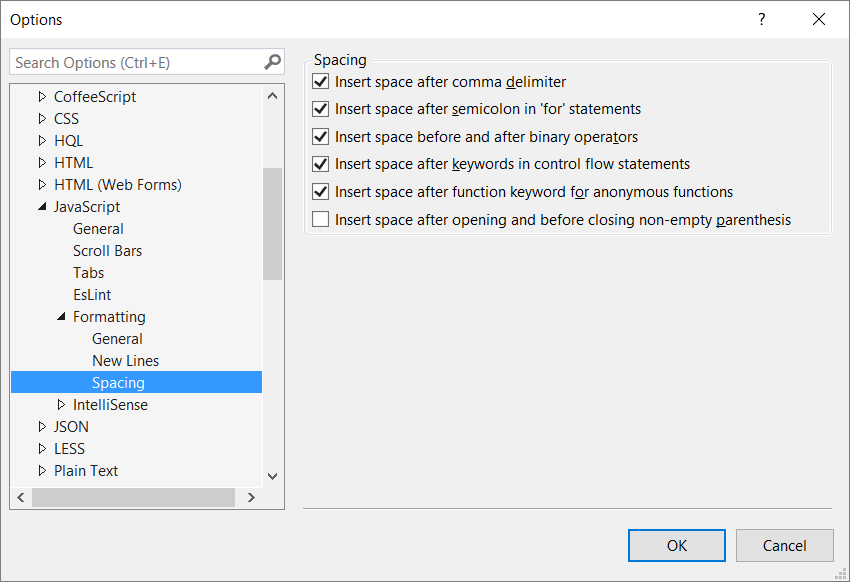 Options
?
Search Options (Ctrl+E)
CoffeeScript
CSS
HQL
HTML
HTML (Web Forms)
JavaScript
General
Scroll Bars
Tabs
EsLint
Formatting
General
New Lines
Spacing
IntelliSense
JSON
LESS
Plain Text
Spacing
Insert space after comma delimiter
Insert space after semicolon in 'for' statements
Insert space before and after binary operators
Insert space after keywords in control flow statements
Insert space after function keyword for anonymous functions
Insert space after opening and before closing non-empty parenthesis
OK
Cancel